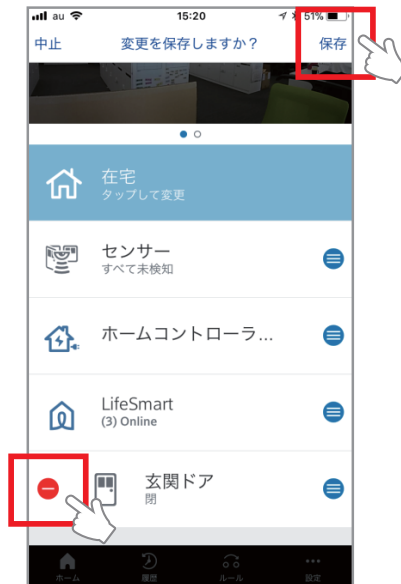 au 15:20 51%
中止 変更を保存しますか？ 保存
在宅
タップして変更
センサー
すべて未検知
ホームコントローラ...
LifeSmart
(3) Online
玄関ドア
閉
ホーム 履歴 ルール 設定